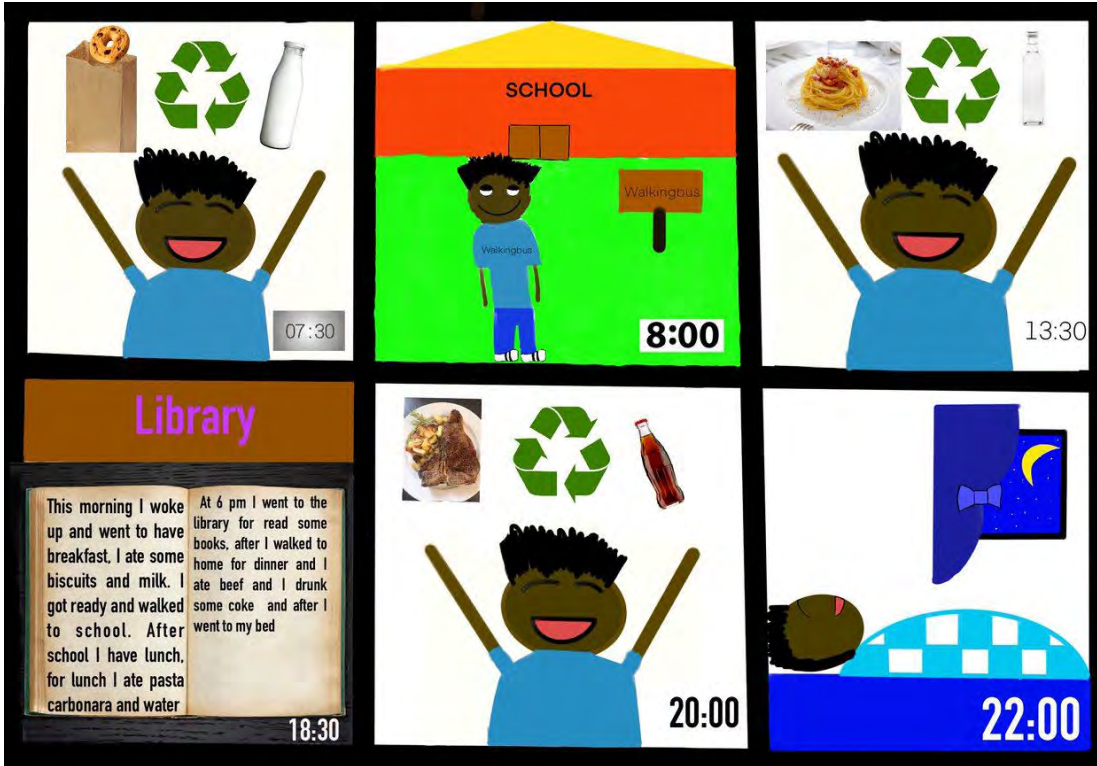 07:30
SCHOOL
Walkingbus
Walkingbus
8:00
13:30
Library
This morning I woke
up and went to have
breakfast, I ate some
biscuits and milk. I
got ready and walked
to school. After
school I have lunch,
for lunch I ate pasta
carbonara and water
At 6 pm I went to the
library for read some
books, after I walked to
home for dinner and I
ate beef and I drunk
some coke and after I
went to my bed
18:30
20:00
22:00